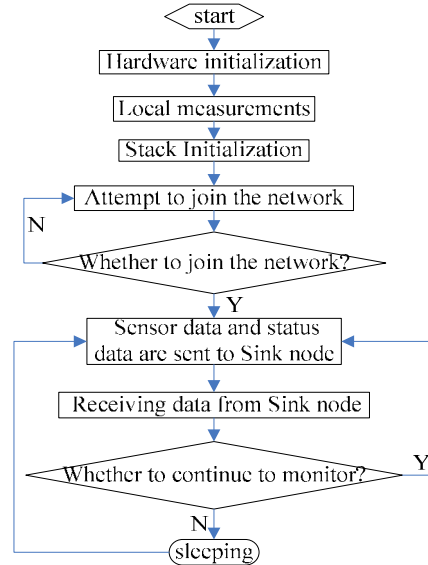 start
Hardware initialization
Local measurements
Stack Initialization
Attempt to join the network
N
Whether to join the network?
Y
Sensor data and status
data are sent to Sink node
Receiving data from Sink node
Whether to continue to monitor?
Y
N
sleeping